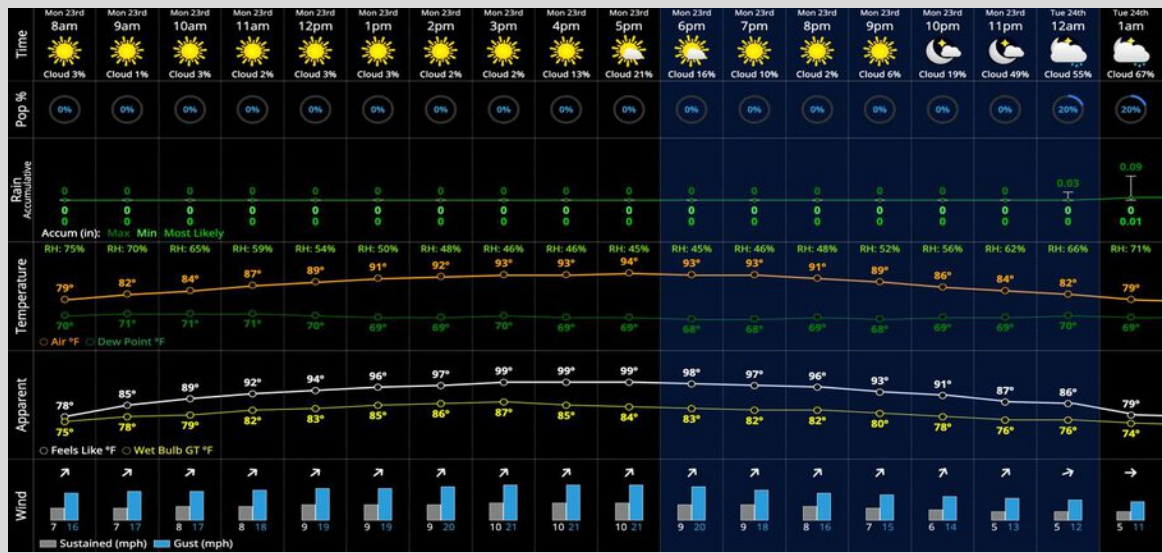 Mon 23rd Mon 23rd Mon 23rd Mon 23rd Mon 23rd Mon 23rd Mon 23rd Mon 23rd Mon 23rd Mon 23rd Mon 23rd Mon 23rd Mon 23rd Mon 23rd Mon 23rd Mon 23rd Tue 24th Tue 24th
Time 8am 9am 10am 11am 12pm 1pm 2pm 3pm 4pm 5pm 6pm 7pm 8pm 9pm 10pm 11pm 12am 1am
Cloud 3% Cloud 1% Cloud 3% Cloud 2% Cloud 3% Cloud 3% Cloud 2% Cloud 2% Cloud 13% Cloud 21% Cloud 16% Cloud 10% Cloud 2% Cloud 6% Cloud 19% Cloud 49% Cloud 55% Cloud 67%
Pop % 0% 0% 0% 0% 0% 0% 0% 0% 0% 0% 0% 0% 0% 0% 0% 0% 20% 20%
Rain
Accumulative
0 0 0 0 0 0 0 0 0 0 0 0 0 0 0 0 0.03 0.09
0 0 0 0 0 0 0 0 0 0 0 0 0 0 0 0 0 0
0 0 0 0 0 0 0 0 0 0 0 0 0 0 0 0 0 0.01
Accum (in): Max Min Most Likely
RH: 75% RH: 70% RH: 65% RH: 59% RH: 54% RH: 50% RH: 48% RH: 46% RH: 46% RH: 45% RH: 45% RH: 46% RH: 48% RH: 52% RH: 56% RH: 62% RH: 66% RH: 71%
Temperature
79° 82° 84° 87° 89° 91° 92° 93° 93° 94° 93° 93° 91° 89° 86° 84° 82° 79°
70° 71° 71° 71° 70° 69° 69° 70° 69° 69° 68° 68° 69° 68° 69° 69° 70° 69°
Air °F Dew Point °F
Apparent
78° 85° 89° 92° 94° 96° 97° 99° 99° 99° 98° 97° 96° 93° 91° 87° 86° 79°
75° 78° 79° 82° 83° 85° 86° 87° 85° 84° 83° 82° 82° 80° 78° 76° 76° 74°
Feels Like °F Wet Bulb GT °F
Wind
7 16 7 17 8 17 8 18 9 19 9 19 9 20 10 21 10 21 10 21 9 20 9 18 8 16 7 15 6 14 5 13 5 12 5 11
Sustained (mph) Gust (mph)